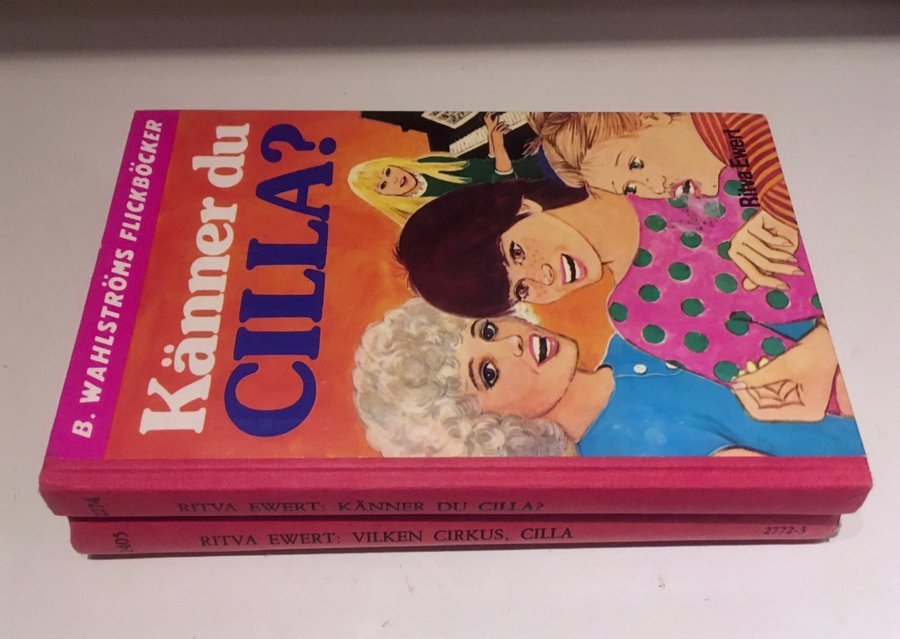 B. WAHLSTRÖMS FLICKBÖCKER
Känner du
CILLA?
Ritva Ewert
RITVA EWERT: KÄNNER DU CILLA?
RITVA EWERT: VILKEN CIRKUS, CILLA
2772-3